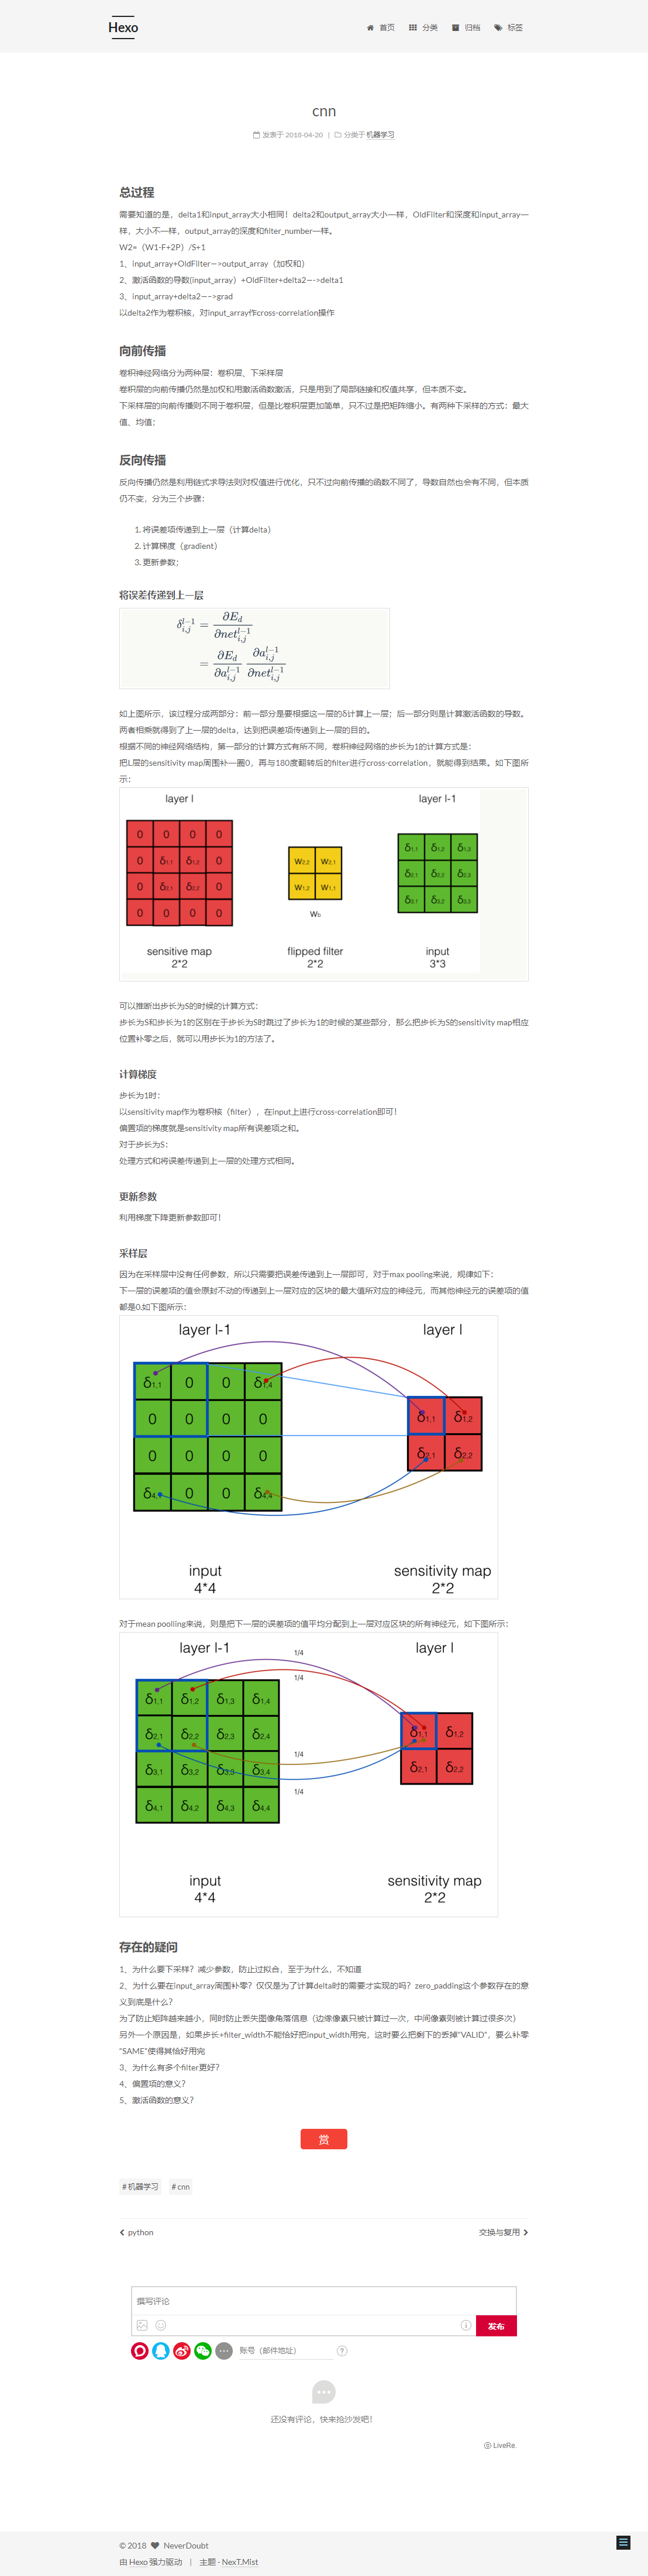 Hexo
首页 分类 归档 标签
cnn
发表于 2018-04-20 | 分类于 机器学习
总过程
需要知道的是，delta1和input_array大小相同！delta2和output_array大小一样，OldFilter和深度和input_array一
样，大小不一样，output_array的深度和filter_number一样。
W2=（W1-F+2P）/S+1
1、input_array+OldFilter—>output_array（加权和）
2、激活函数的导数(input_array）+OldFilter+delta2—->delta1
3、input_array+delta2—->grad
以delta2作为卷积核，对input_array作cross-correlation操作
向前传播
卷积神经网络分为两种层：卷积层、下采样层
卷积层的向前传播仍然是加权和用激活函数激活，只是用到了局部链接和权值共享，但本质不变。
下采样层的向前传播则不同于卷积层，但是比卷积层更加简单，只不过是把矩阵缩小。有两种下采样的方式：最大
值、均值；
反向传播
反向传播仍然是利用链式求导法则对权值进行优化，只不过向前传播的函数不同了，导数自然也会有不同，但本质
仍不变，分为三个步骤：
1. 将误差项传递到上一层（计算delta）
2. 计算梯度（gradient）
3. 更新参数；
将误差传递到上一层
δ_{i,j}^{l−1} = ∂E_d / ∂net_{i,j}^{l−1}
= ∂E_d / ∂a_{i,j}^{l−1} ∂a_{i,j}^{l−1} / ∂net_{i,j}^{l−1}
如上图所示，该过程分成两部分：前一部分是要根据这一层的δ计算上一层；后一部分则是计算激活函数的导数。
两者相乘就得到了上一层的delta，达到把误差项传递到上一层的目的。
根据不同的神经网络结构，第一部分的计算方式有所不同，卷积神经网络的步长为1的计算方式是：
把L层的sensitivity map周围补一圈0，再与180度翻转后的filter进行cross-correlation，就能得到结果。如下图所
示：
layer l layer l-1
0 0 0 0
0 δ1,1 δ1,2 0 w2,2 w2,1 δ1,1 δ1,2 δ1,3
0 δ2,1 δ2,2 0 w1,2 w1,1 δ2,1 δ2,2 δ2,3
0 0 0 0 wb δ3,1 δ3,2 δ3,3
sensitive map flipped filter input
2*2 2*2 3*3
可以推断出步长为S的时候的计算方式：
步长为S和步长为1的区别在于步长为S时跳过了步长为1的时候的某些部分，那么把步长为S的sensitivity map相应
位置补零之后，就可以用步长为1的方法了。
计算梯度
步长为1时：
以sensitivity map作为卷积核（filter），在input上进行cross-correlation即可！
偏置项的梯度就是sensitivity map所有误差项之和。
对于步长为S：
处理方式和将误差传递到上一层的处理方式相同。
更新参数
利用梯度下降更新参数即可！
采样层
因为在采样层中没有任何参数，所以只需要把误差传递到上一层即可，对于max pooling来说，规律如下：
下一层的误差项的值会原封不动的传递到上一层对应的区块的最大值所对应的神经元，而其他神经元的误差项的值
都是0.如下图所示：
layer l-1 layer l
δ1,1 0 0 δ1,4
0 0 0 0 δ1,1 δ1,2
0 0 0 0 δ2,1 δ2,2
δ4,1 0 0 δ4,4
input sensitivity map
4*4 2*2
对于mean poolling来说，则是把下一层的误差项的值平均分配到上一层对应区块的所有神经元，如下图所示：
layer l-1 1/4 layer l
1/4
δ1,1 δ1,2 δ1,3 δ1,4
δ2,1 δ2,2 δ2,3 δ2,4 δ1,1 δ1,2
1/4
δ3,1 δ3,2 δ3,3 δ3,4 δ2,1 δ2,2
1/4
δ4,1 δ4,2 δ4,3 δ4,4
input sensitivity map
4*4 2*2
存在的疑问
1、为什么要下采样？减少参数，防止过拟合，至于为什么，不知道
2、为什么要在input_array周围补零？仅仅是为了计算delta时的需要才实现的吗？zero_padding这个参数存在的意
义到底是什么？
为了防止矩阵越来越小，同时防止丢失图像角落信息（边缘像素只被计算过一次，中间像素则被计算过很多次）
另外一个原因是，如果步长+filter_width不能恰好把input_width用完，这时要么把剩下的丢掉"VALID"，要么补零
"SAME"使得其恰好用完
3、为什么有多个filter更好？
4、偏置项的意义？
5、激活函数的意义？
赏
# 机器学习 # cnn
python 交换与复用
撰写评论
发布
账号（邮件地址）
还没有评论，快来抢沙发吧！
LiveRe.
© 2018 NeverDoubt
由 Hexo 强力驱动 | 主题 - NexT.Mist